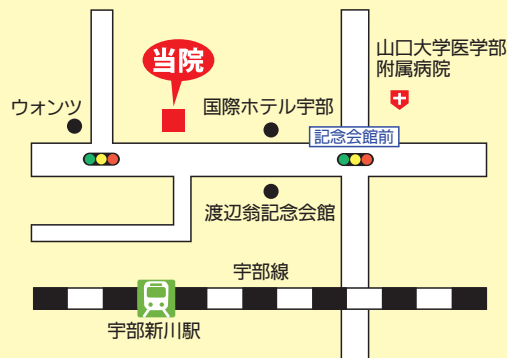 当院
山口大学医学部
附属病院
ウォンツ
国際ホテル宇部
記念会館前
渡辺翁記念会館
宇部線
宇部新川駅